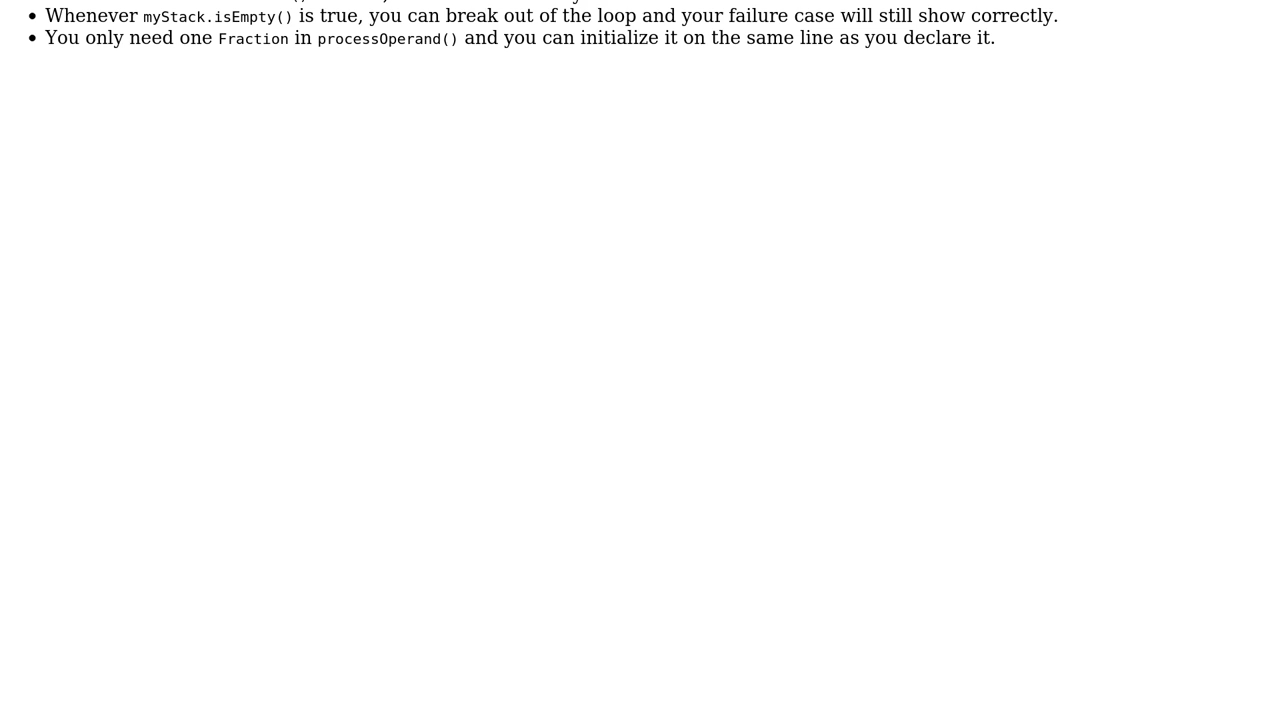 Whenever myStack.isEmpty() is true, you can break out of the loop and your failure case will still show correctly.
You only need one Fraction in processOperand() and you can initialize it on the same line as you declare it.